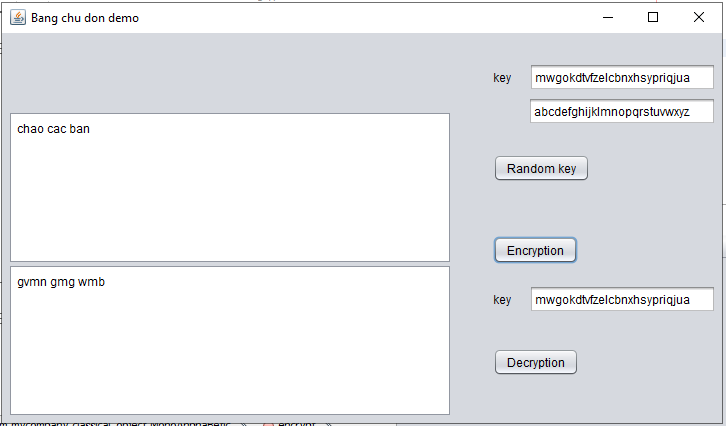 Bang chu don demo
key mwgokdtvfzelcbnxhsypriqjua
abcdefghijklmnopqrstuvwxyz
chao cac ban
Random key
Encryption
gvmn gmg wmb
key mwgokdtvfzelcbnxhsypriqjua
Decryption